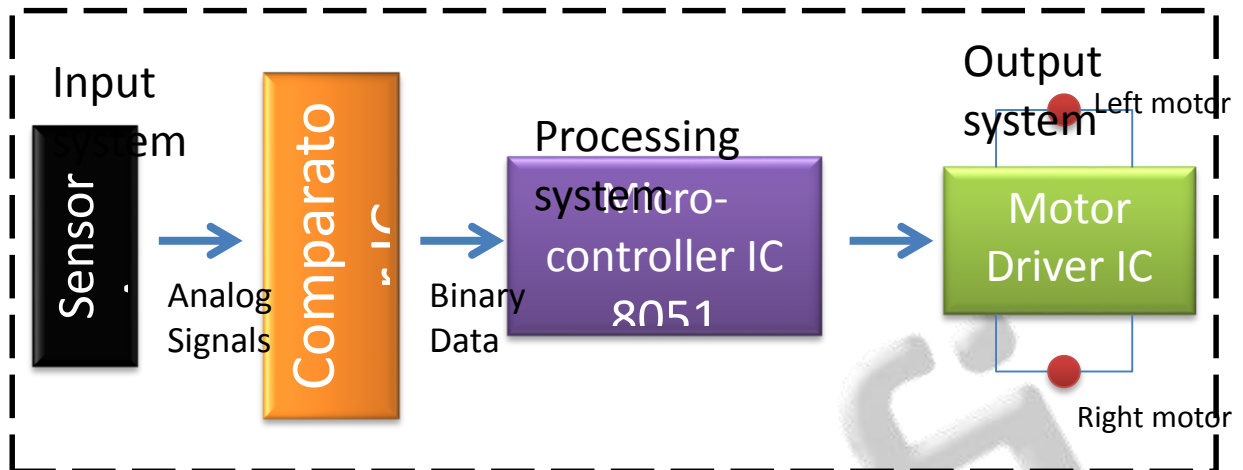 Input
system
Sensor
Analog
Signals
Comparato
r IC
Binary
Data
Processing
system
Micro-
controller IC
8051
Output
system
Left motor
Motor
Driver IC
Right motor